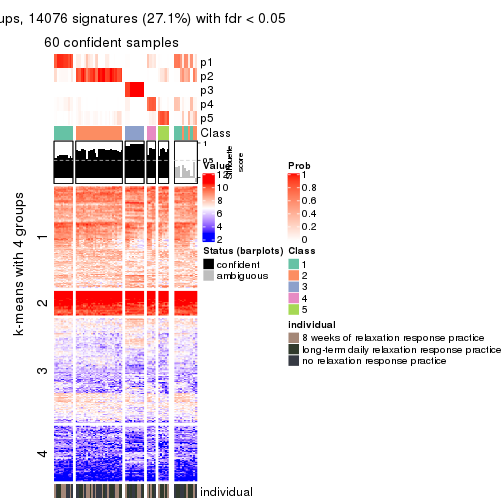 ups, 14076 signatures (27.1%) with fdr < 0.05
60 confident samples
p1
p2
p3
p4
p5
Class
1
0.5
Silhouette
score
k-means with 4 groups
1
2
3
4
individual
Value
12
10
8
6
4
2
Status (barplots)
confident
ambiguous
Prob
1
0.8
0.6
0.4
0.2
0
Class
1
2
3
4
5
individual
8 weeks of relaxation response practice
long-term daily relaxation response practice
no relaxation response practice